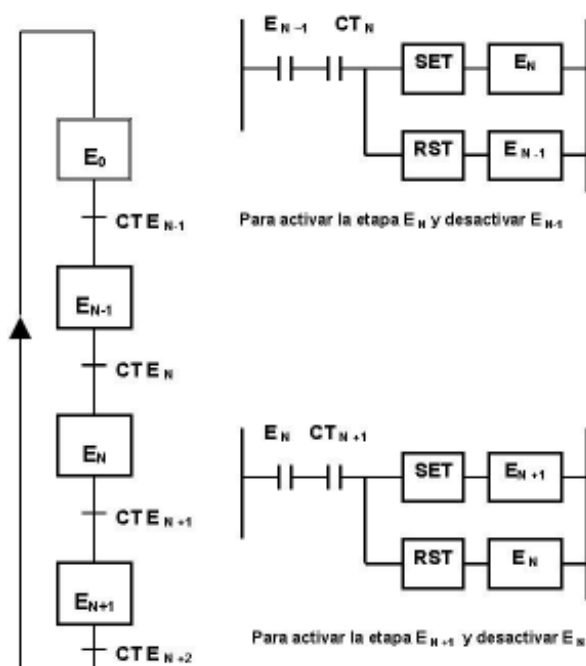 E₀
CTE N-1
E N-1
CTE N
E N
CTE N+1
E N+1
CTE N+2
E N-1 CT N
SET E N
RST E N-1
Para activar la etapa E N y desactivar E N-1
E N CT N+1
SET E N+1
RST E N
Para activar la etapa E N+1 y desactivar E N